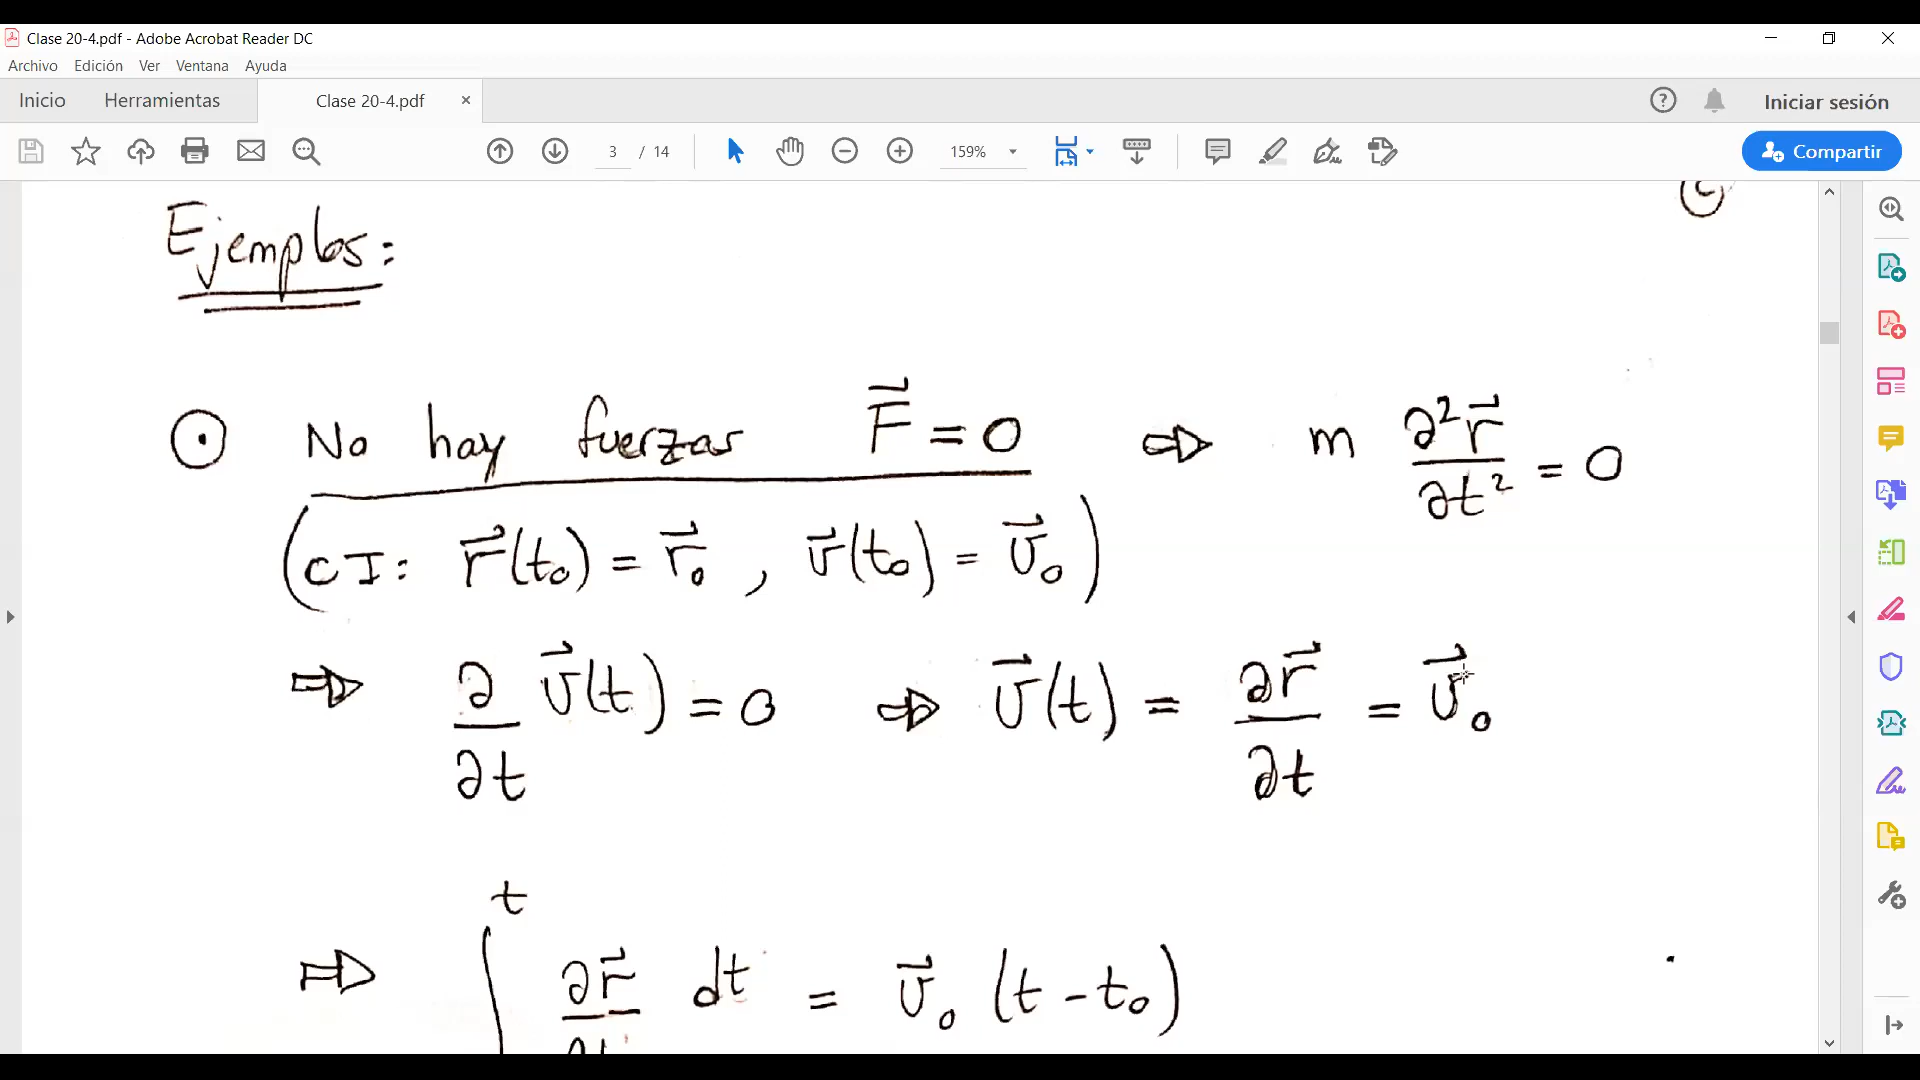 Clase 20-4.pdf - Adobe Acrobat Reader DC
Archivo Edición Ver Ventana Ayuda
Inicio Herramientas Clase 20-4.pdf × Iniciar sesión
3 / 14 159% Compartir
Ejemplos:
⊙ No hay fuerzas F⃗ = 0 ⇒ m ∂²r⃗/∂t² = 0
(CI: r⃗(t₀) = r⃗₀ , v⃗(t₀) = v⃗₀)
⇒ ∂/∂t v⃗(t) = 0 ⇒ v⃗(t) = ∂r⃗/∂t = v⃗₀
t
⇒ ∫ ∂r⃗/∂t dt = v⃗₀ (t - t₀)